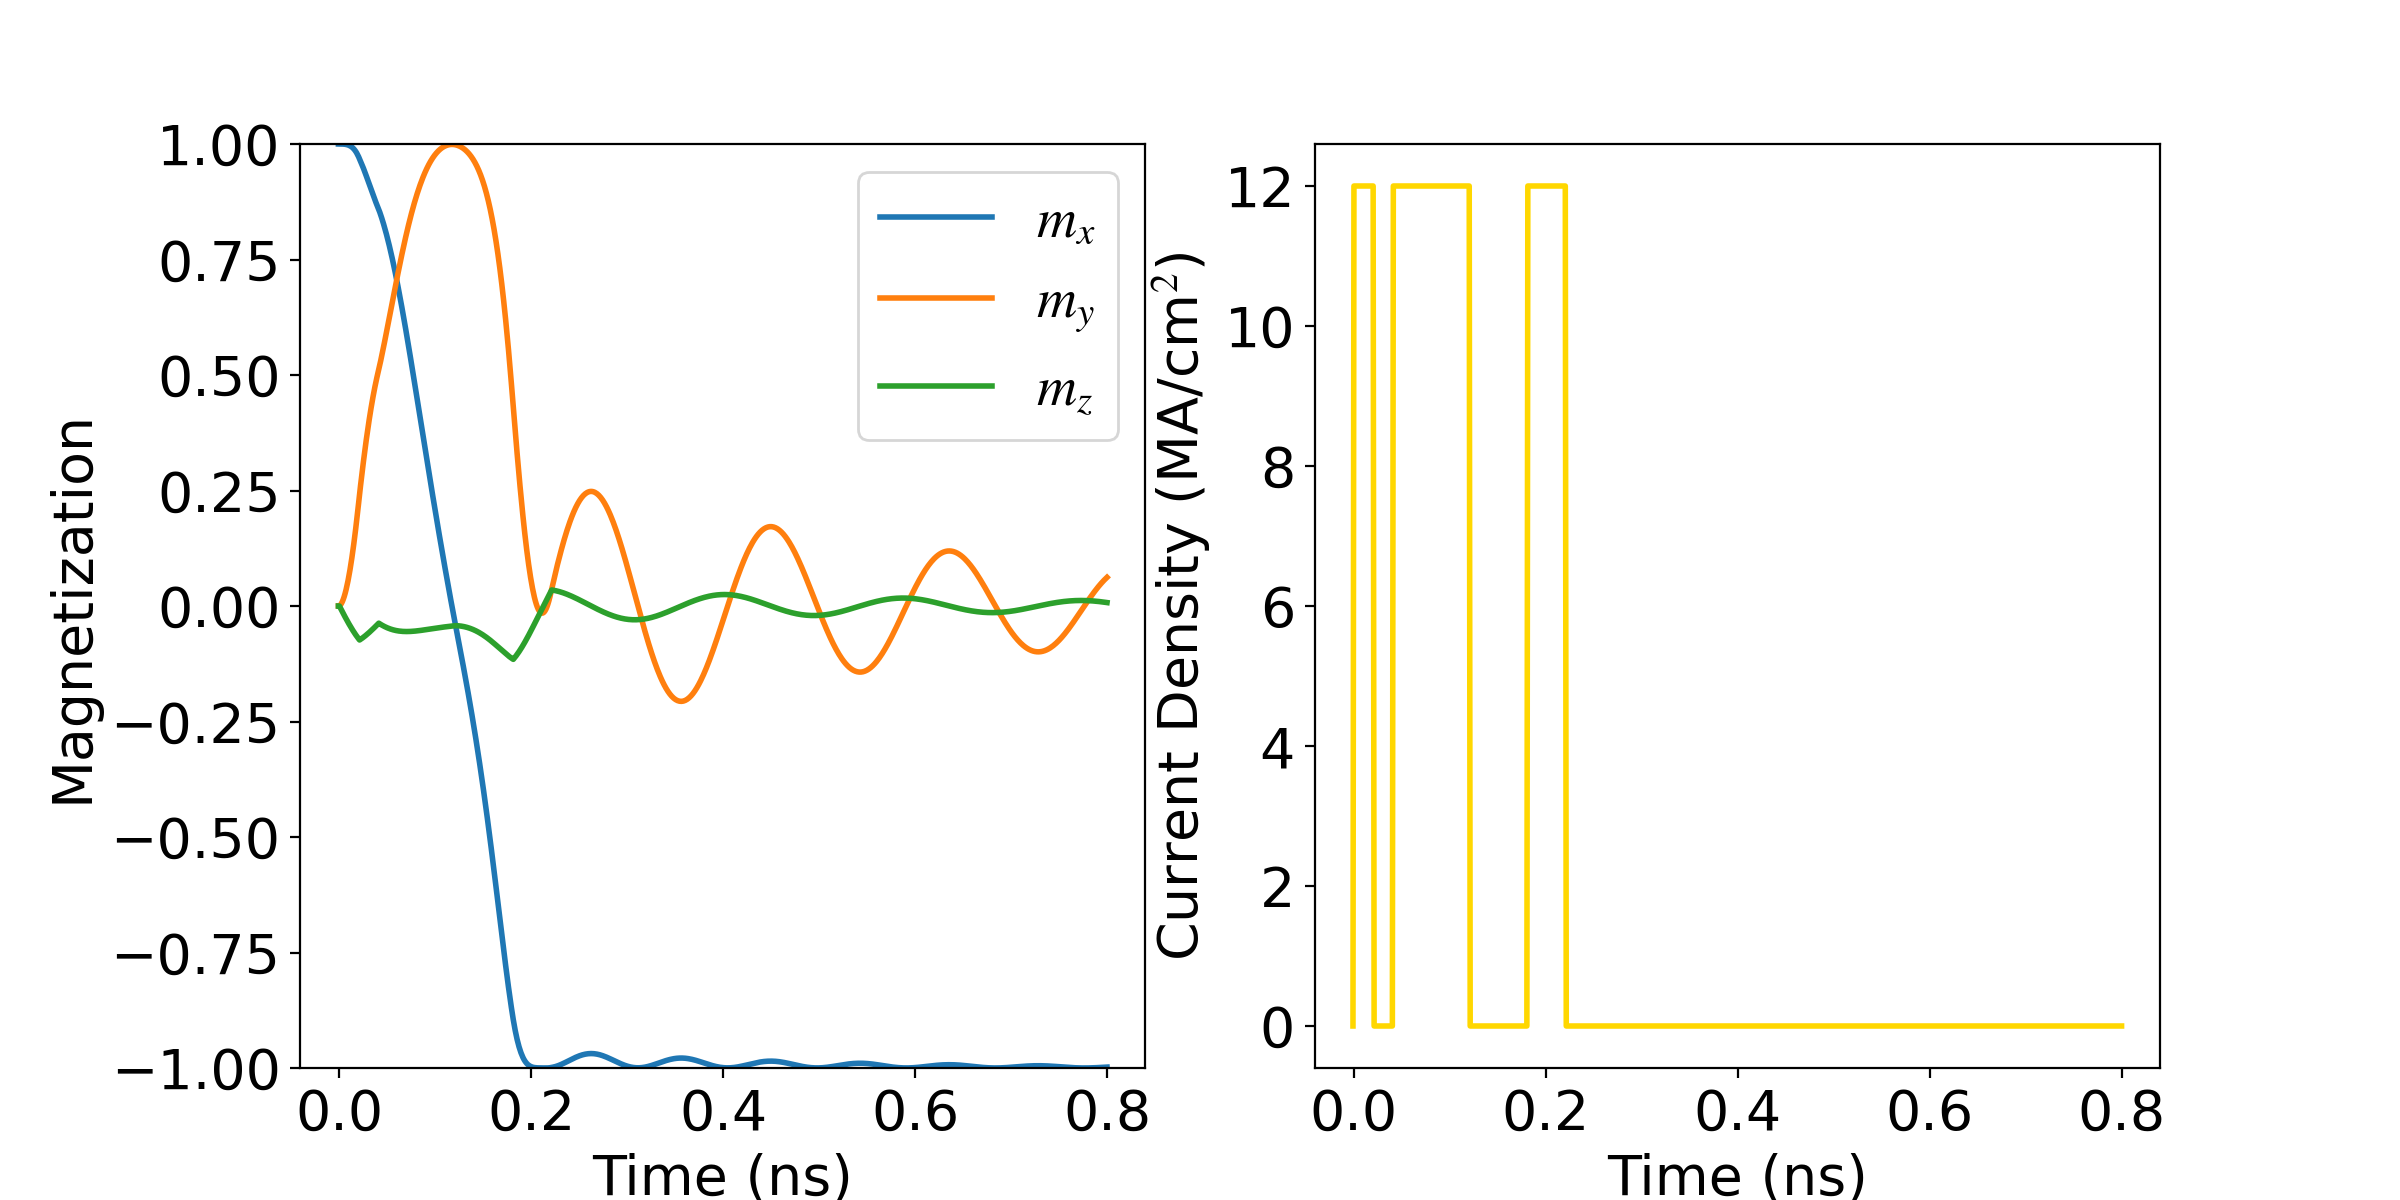 1.00
0.75
0.50
0.25
0.00
−0.25
−0.50
−0.75
−1.00
Magnetization
0.0 0.2 0.4 0.6 0.8
Time (ns)
m_x
m_y
m_z
12
10
8
6
4
2
0
Current Density (MA/cm²)
0.0 0.2 0.4 0.6 0.8
Time (ns)